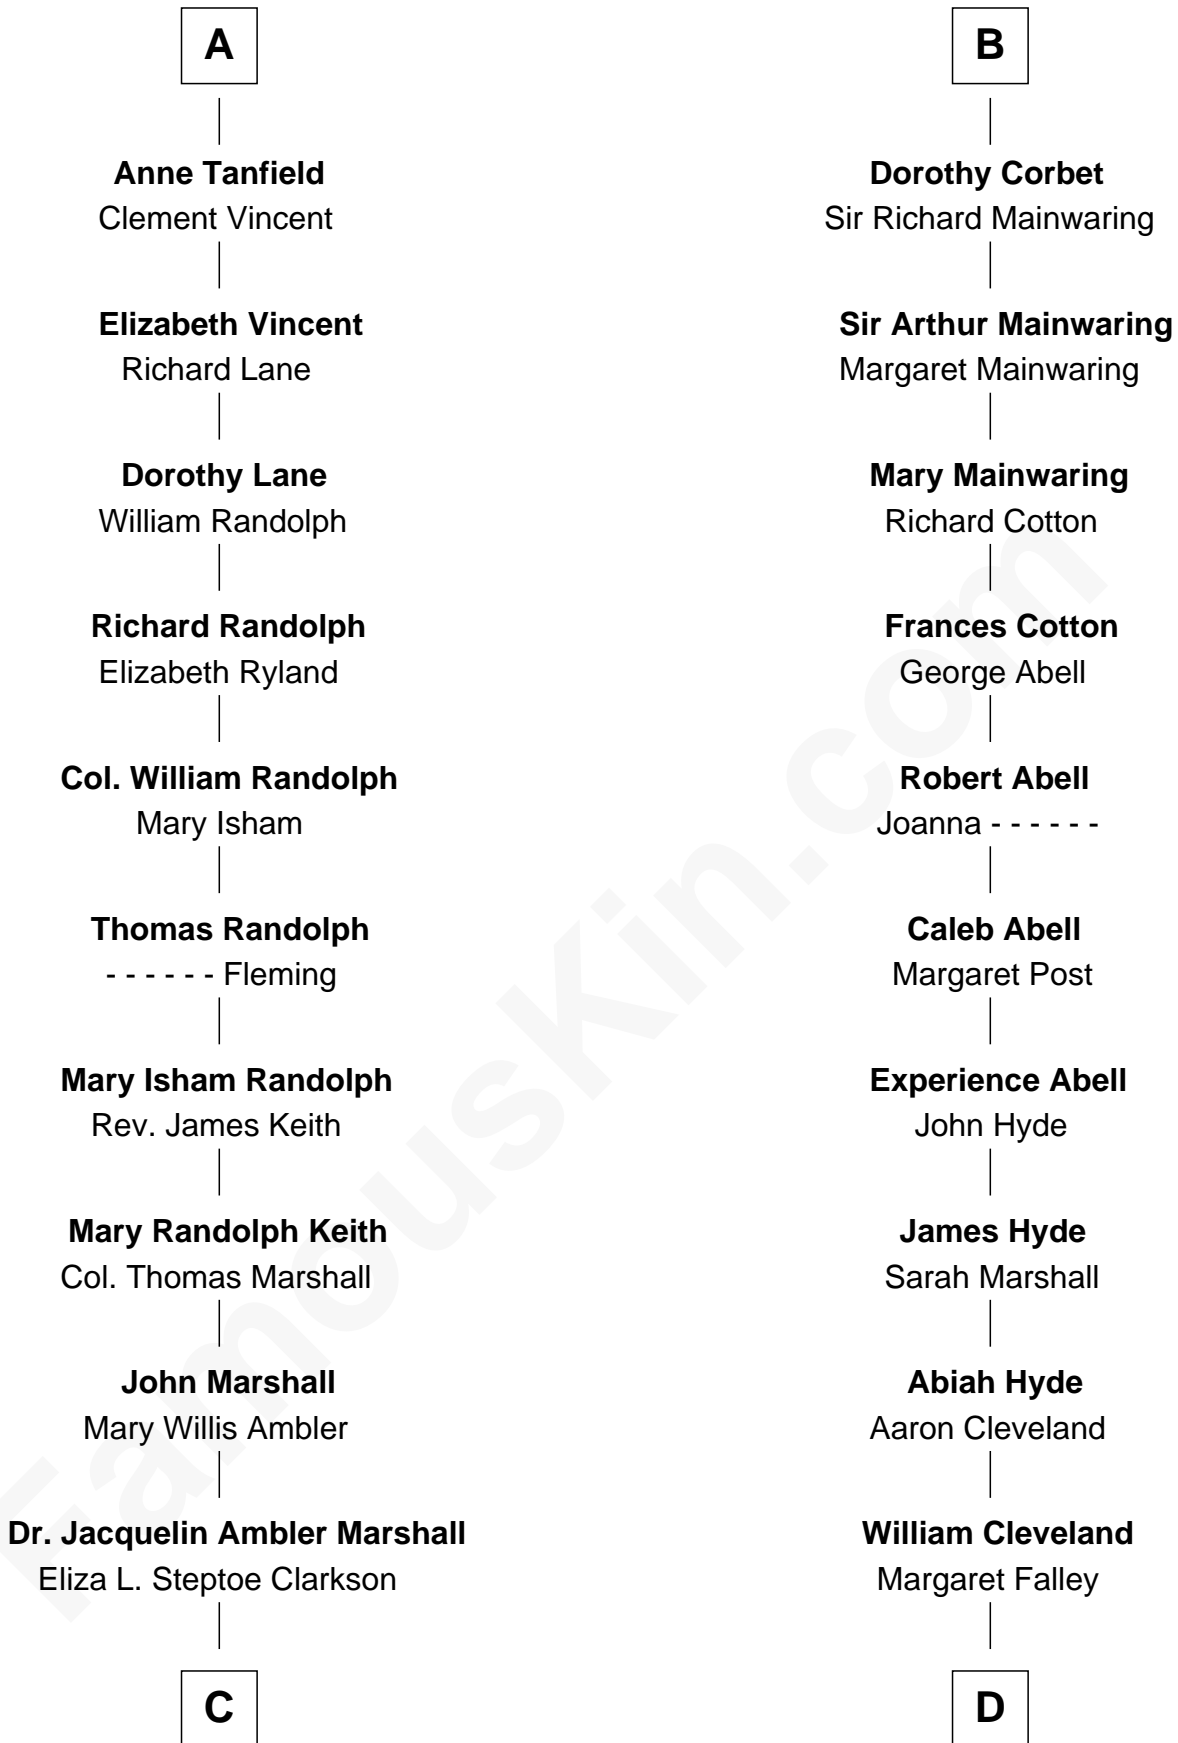 A
Anne Tanfield
Clement Vincent
Elizabeth Vincent
Richard Lane
Dorothy Lane
William Randolph
Richard Randolph
Elizabeth Ryland
Col. William Randolph
Mary Isham
Thomas Randolph
- - - - - - Fleming
Mary Isham Randolph
Rev. James Keith
Mary Randolph Keith
Col. Thomas Marshall
John Marshall
Mary Willis Ambler
Dr. Jacquelin Ambler Marshall
Eliza L. Steptoe Clarkson
C
B
Dorothy Corbet
Sir Richard Mainwaring
Sir Arthur Mainwaring
Margaret Mainwaring
Mary Mainwaring
Richard Cotton
Frances Cotton
George Abell
Robert Abell
Joanna - - - - - -
Caleb Abell
Margaret Post
Experience Abell
John Hyde
James Hyde
Sarah Marshall
Abiah Hyde
Aaron Cleveland
William Cleveland
Margaret Falley
D
FamousKin.com